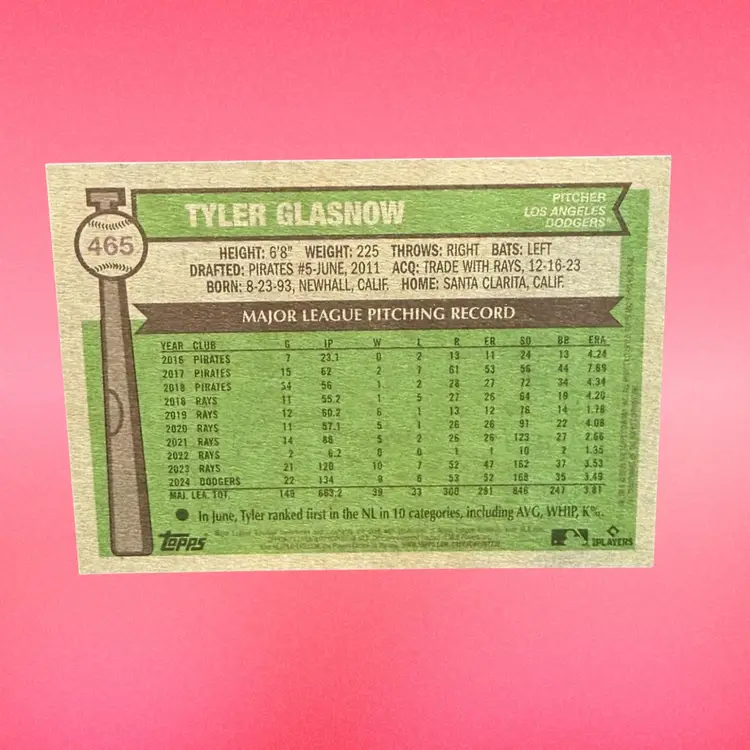 465
TYLER GLASNOW
PITCHER
LOS ANGELES
DODGERS®
HEIGHT: 6'8" WEIGHT: 225 THROWS: RIGHT BATS: LEFT
DRAFTED: PIRATES #5-JUNE, 2011 ACQ: TRADE WITH RAYS, 12-16-23
BORN: 8-23-93, NEWHALL, CALIF. HOME: SANTA CLARITA, CALIF.
MAJOR LEAGUE PITCHING RECORD
YEAR CLUB G IP W L R ER SO BB ERA
2016 PIRATES 7 23.1 0 2 13 11 24 13 4.24
2017 PIRATES 15 62 2 7 61 53 56 44 7.69
2018 PIRATES 34 56 1 2 28 27 72 34 4.34
2018 RAYS 11 55.2 1 5 27 26 64 19 4.20
2019 RAYS 12 60.2 6 1 13 12 76 14 1.78
2020 RAYS 11 57.1 5 1 26 26 91 22 4.08
2021 RAYS 14 88 5 2 26 26 123 27 2.66
2022 RAYS 2 6.2 0 0 1 1 10 2 1.35
2023 RAYS 21 120 10 7 52 47 162 37 3.53
2024 DODGERS 22 134 9 6 53 52 168 35 3.49
MAJ. LEA. TOT. 149 663.2 39 33 300 281 846 247 3.81
In June, Tyler ranked first in the NL in 10 categories, including AVG, WHIP, K%.
topps
PLAYERS